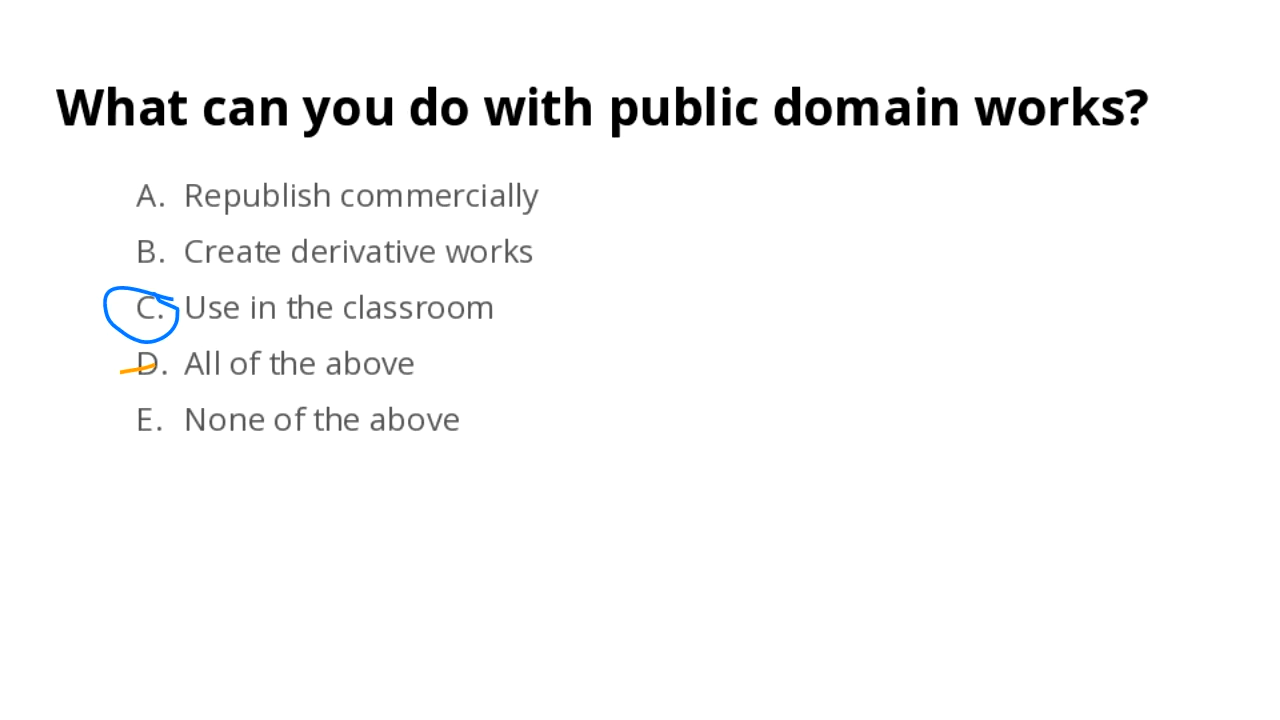 What can you do with public domain works?
A. Republish commercially
B. Create derivative works
C. Use in the classroom
D. All of the above
E. None of the above